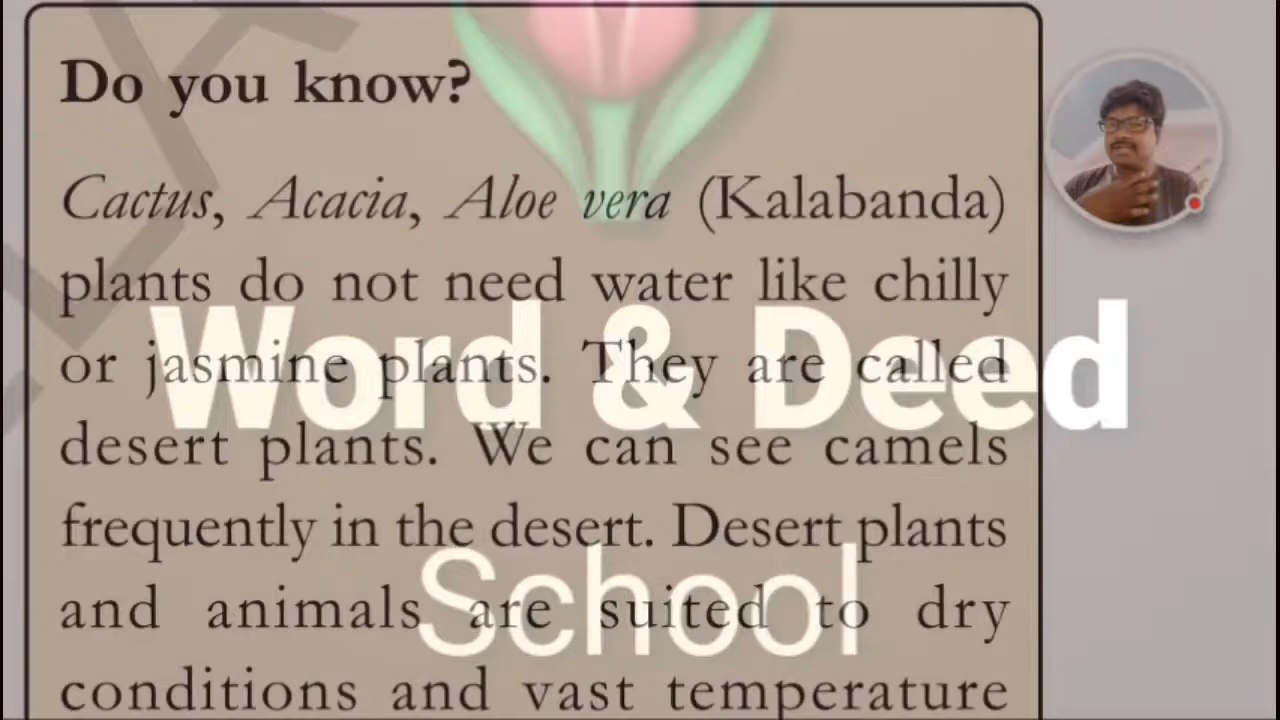 Do you know?
Cactus, Acacia, Aloe vera (Kalabanda)
plants do not need water like chilly
or jasmine plants. They are called
desert plants. We can see camels
frequently in the desert. Desert plants
and animals are suited to dry
conditions and vast temperature
Word & Deed
School